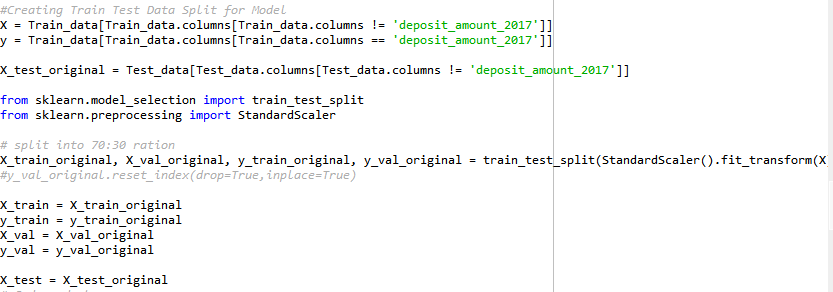 #Creating Train Test Data Split for Model
X = Train_data[Train_data.columns[Train_data.columns != 'deposit_amount_2017']]
y = Train_data[Train_data.columns[Train_data.columns == 'deposit_amount_2017']]
X_test_original = Test_data[Test_data.columns[Test_data.columns != 'deposit_amount_2017']]
from sklearn.model_selection import train_test_split
from sklearn.preprocessing import StandardScaler
# split into 70:30 ration
X_train_original, X_val_original, y_train_original, y_val_original = train_test_split(StandardScaler().fit_transform(X
#y_val_original.reset_index(drop=True,inplace=True)
X_train = X_train_original
y_train = y_train_original
X_val = X_val_original
y_val = y_val_original
X_test = X_test_original